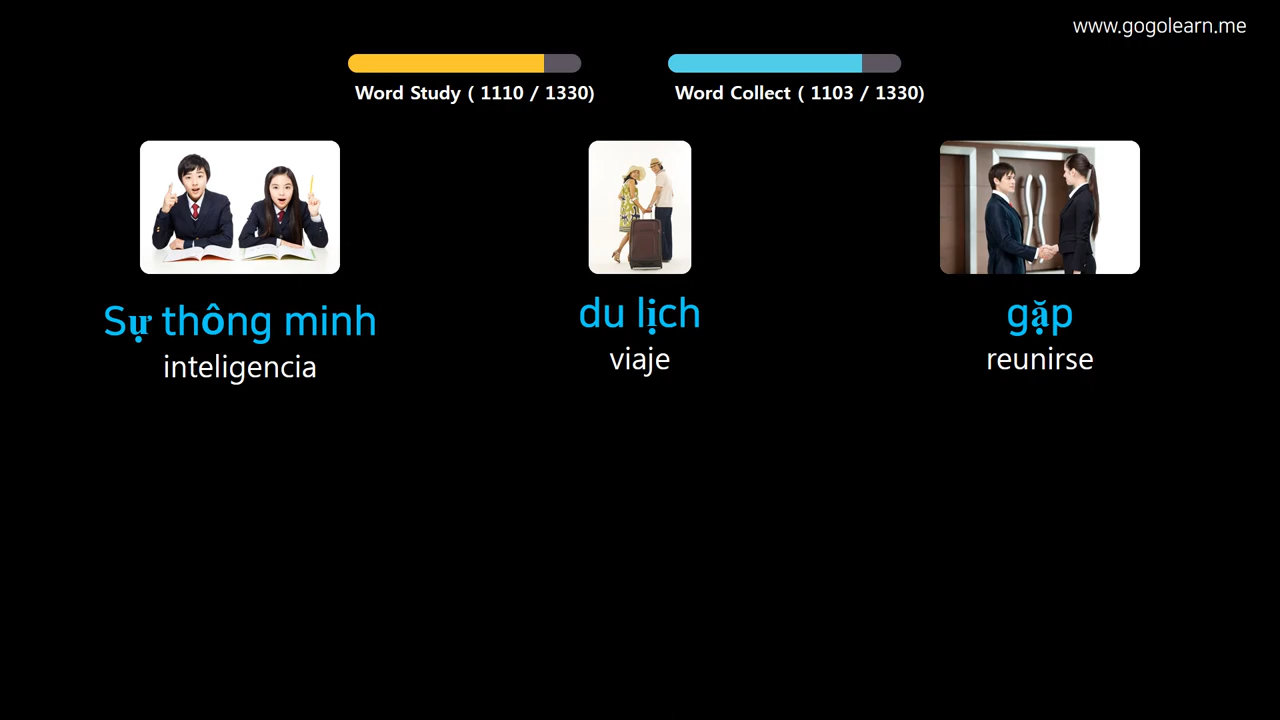 www.gogolearn.me
Word Study ( 1110 / 1330)
Word Collect ( 1103 / 1330)
Sự thông minh
inteligencia
du lịch
viaje
gặp
reunirse